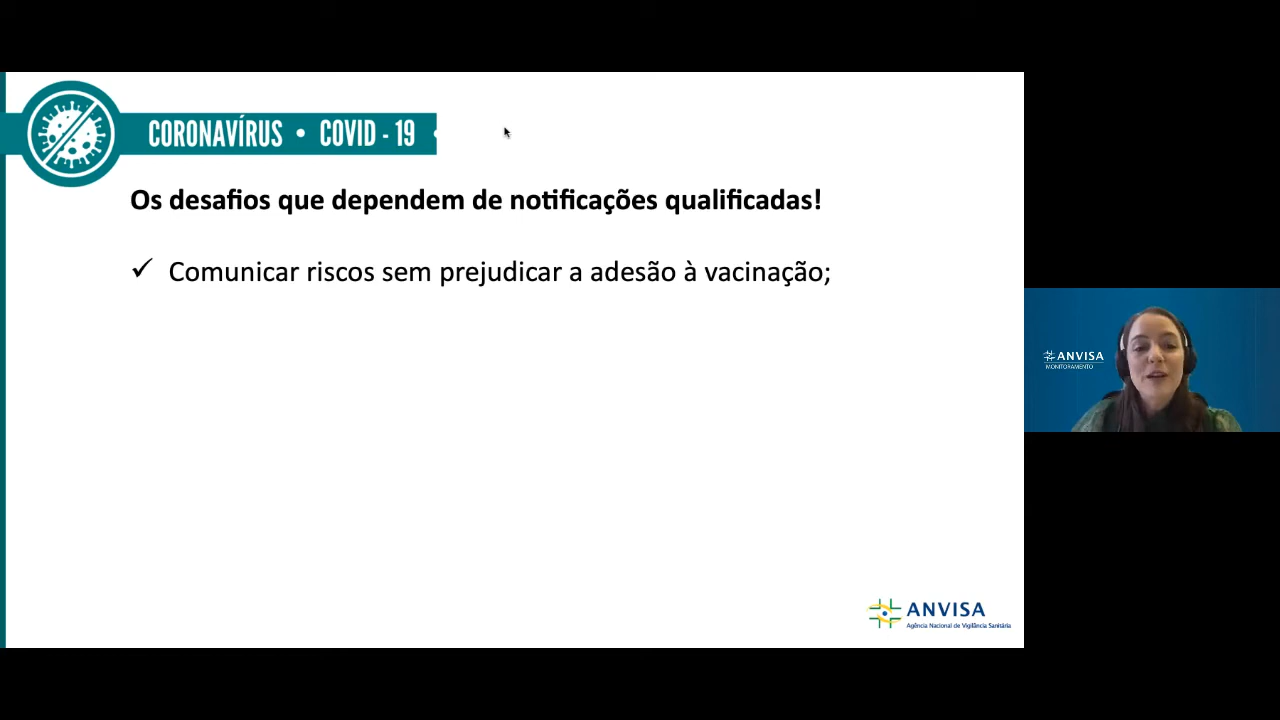 CORONAVÍRUS • COVID - 19 •
Os desafios que dependem de notificações qualificadas!
✓ Comunicar riscos sem prejudicar a adesão à vacinação;
ANVISA
MONITORAMENTO
ANVISA
Agência Nacional de Vigilância Sanitária